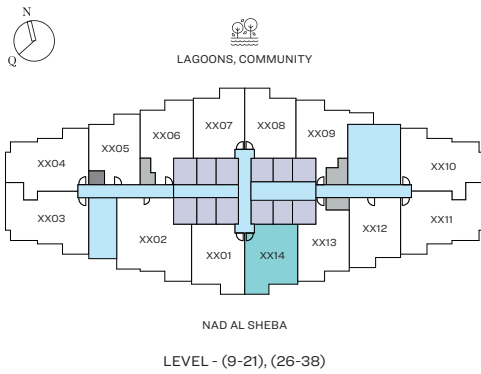 N
Q
LAGOONS, COMMUNITY
XX07 XX08
XX06 XX09
XX05
XX04 XX10
XX03 XX11
XX02 XX12
XX01 XX14 XX13
NAD AL SHEBA
LEVEL - (9-21), (26-38)